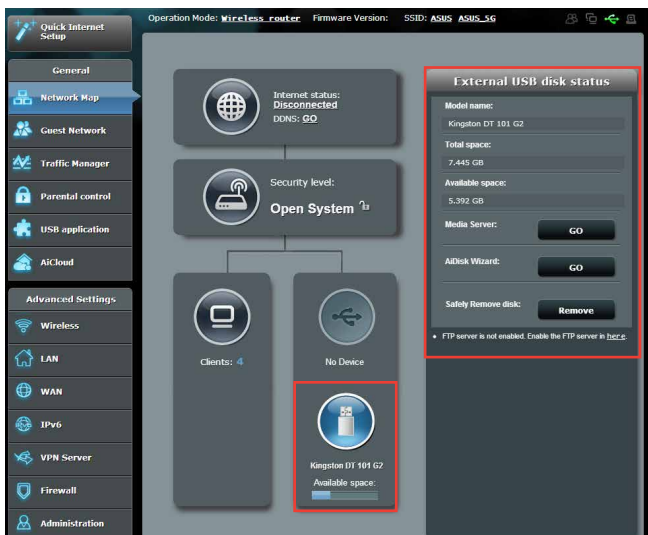 Quick Internet
Setup
Operation Mode: Wireless router Firmware Version: SSID: ASUS ASUS_5G
General
Network Map
Guest Network
Traffic Manager
Parental control
USB application
AiCloud
Advanced Settings
Wireless
LAN
WAN
IPv6
VPN Server
Firewall
Administration
Internet status:
Disconnected
DDNS: GO
Security level:
Open System
Clients: 4
No Device
Kingston DT 101 G2
Available space:
External USB disk status
Model name:
Kingston DT 101 G2
Total space:
7.445 GB
Available space:
5.392 GB
Media Server: GO
AiDisk Wizard: GO
Safely Remove disk: Remove
• FTP server is not enabled. Enable the FTP server in here.